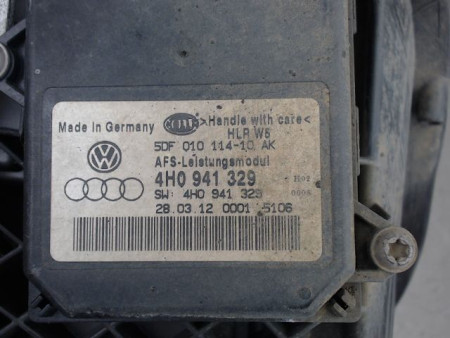 Made in Germany >Handle with care<
HLR W5
5DF 010 114-10 AK
AFS-Leistungsmodul
4H0 941 329
SW: 4H0 941 329
28.03.12 0001 5106